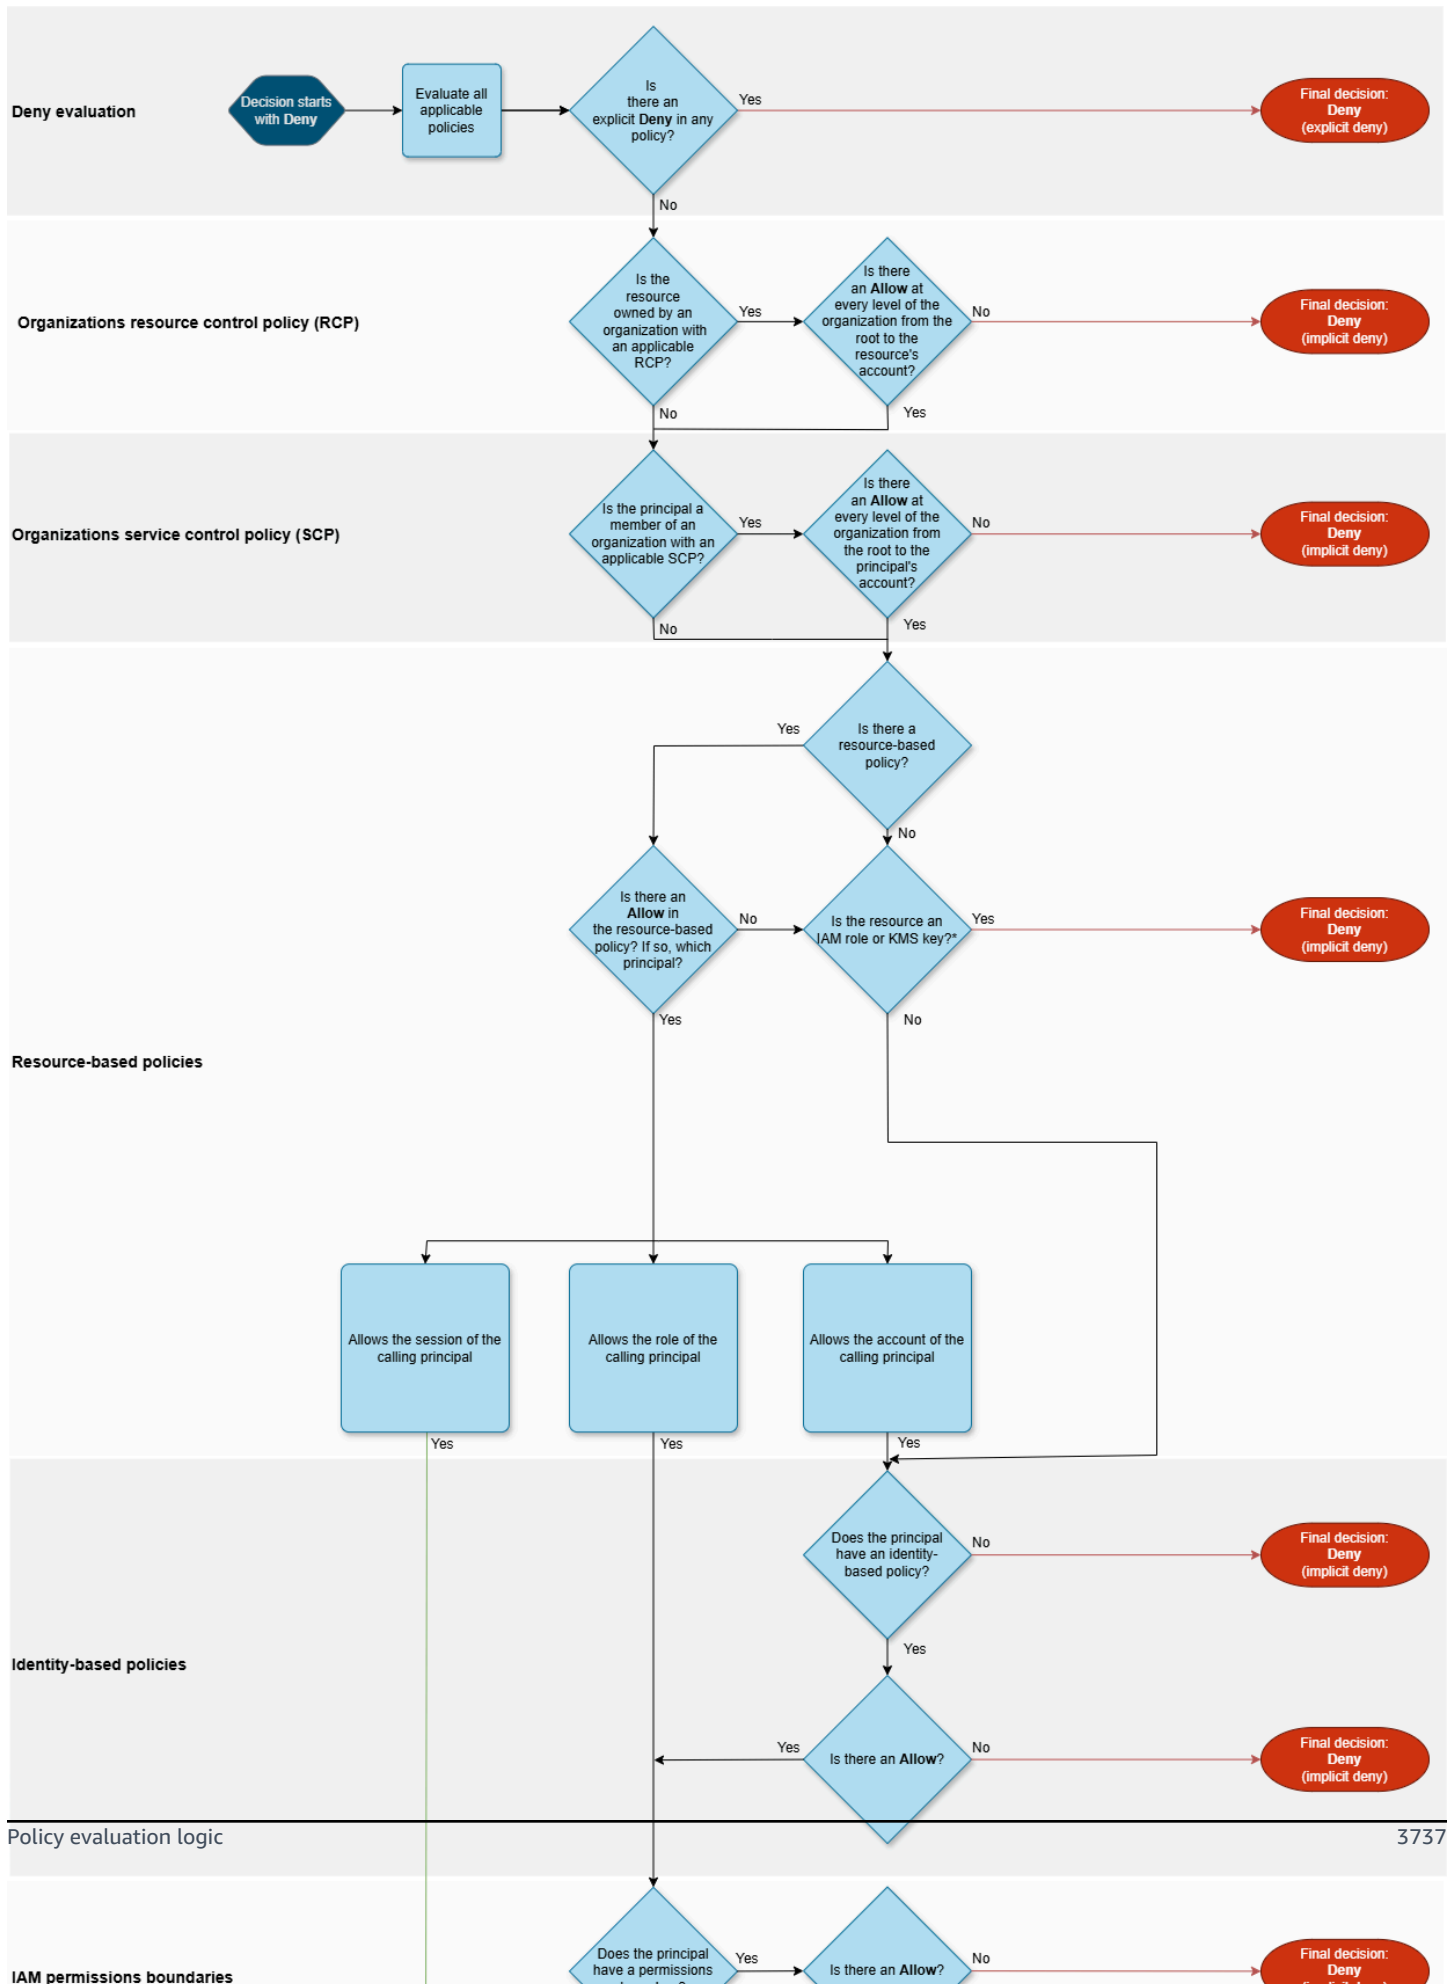 Deny evaluation
Decision starts
with Deny
Evaluate all
applicable
policies
Is
there an
explicit Deny in any
policy?
Yes
Final decision:
Deny
(explicit deny)
No
Organizations resource control policy (RCP)
Is the
resource
owned by an
organization with
an applicable
RCP?
Yes
Is there
an Allow at
every level of the
organization from the
root to the
resource's
account?
No
Final decision:
Deny
(implicit deny)
No
Yes
Organizations service control policy (SCP)
Is the principal a
member of an
organization with an
applicable SCP?
Yes
Is there
an Allow at
every level of the
organization from
the root to the
principal's
account?
No
Final decision:
Deny
(implicit deny)
No
Yes
Is there a
resource-based
policy?
Yes
No
Is there an
Allow in
the resource-based
policy? If so, which
principal?
No
Is the resource an
IAM role or KMS key?*
Yes
Final decision:
Deny
(implicit deny)
Yes
No
Resource-based policies
Allows the session of the
calling principal
Allows the role of the
calling principal
Allows the account of the
calling principal
Yes
Yes
Yes
Does the principal
have an identity-
based policy?
No
Final decision:
Deny
(implicit deny)
Yes
Identity-based policies
Yes
Is there an Allow?
No
Final decision:
Deny
(implicit deny)
Policy evaluation logic
3737
IAM permissions boundaries
Does the principal
have a permissions
Yes
Is there an Allow?
No
Final decision:
Deny